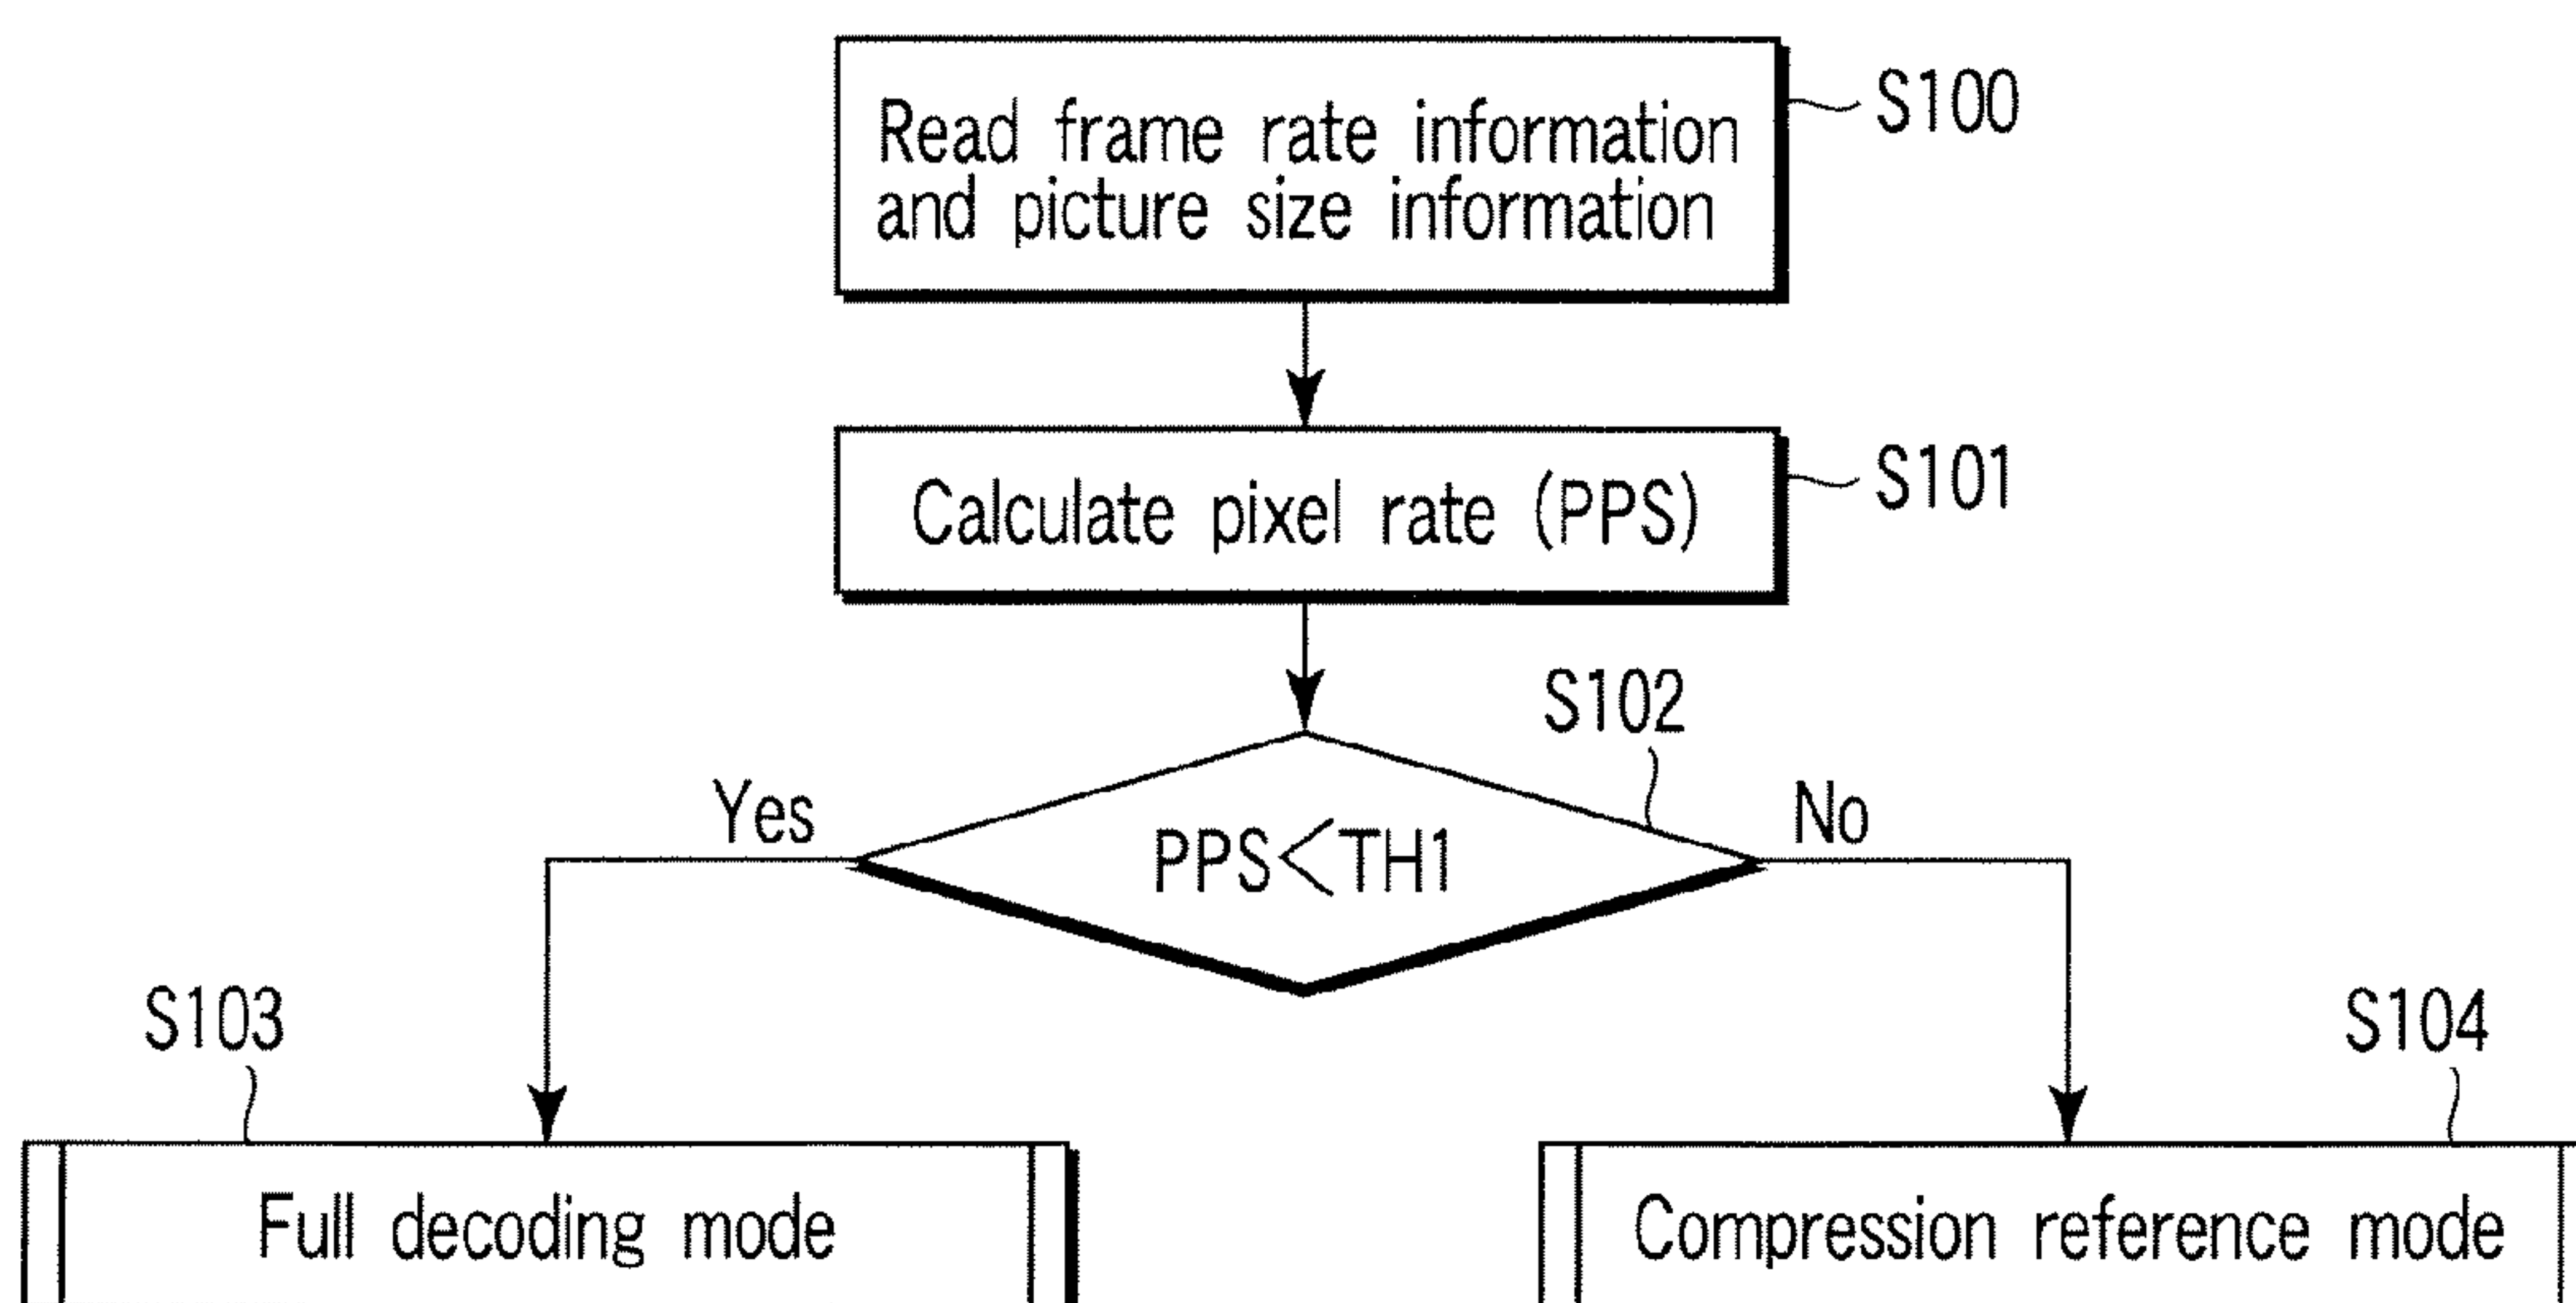 Read frame rate information
and picture size information
S100
Calculate pixel rate (PPS)
S101
S102
Yes
PPS<TH1
No
S103
S104
Full decoding mode
Compression reference mode